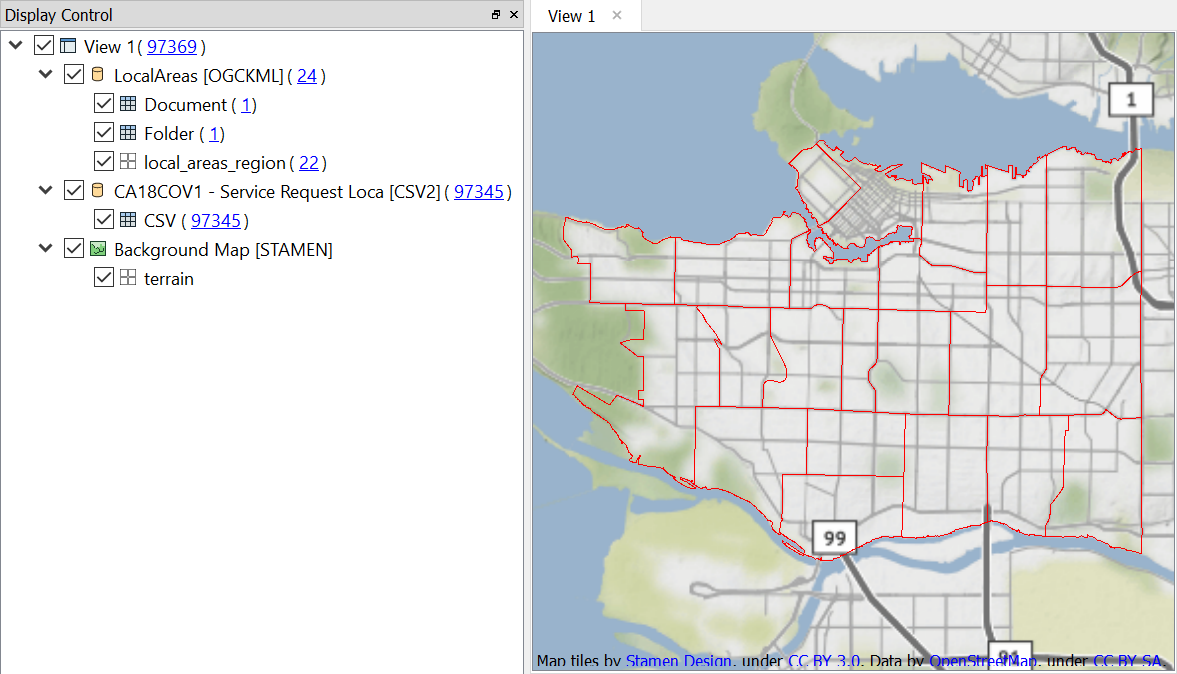 Display Control
View 1 ( 97369 )
LocalAreas [OGCKML] ( 24 )
Document ( 1 )
Folder ( 1 )
local_areas_region ( 22 )
CA18COV1 - Service Request Loca [CSV2] ( 97345 )
CSV ( 97345 )
Background Map [STAMEN]
terrain
View 1
1
99
91
Map tiles by Stamen Design, under CC BY 3.0. Data by OpenStreetMap, under CC BY SA.